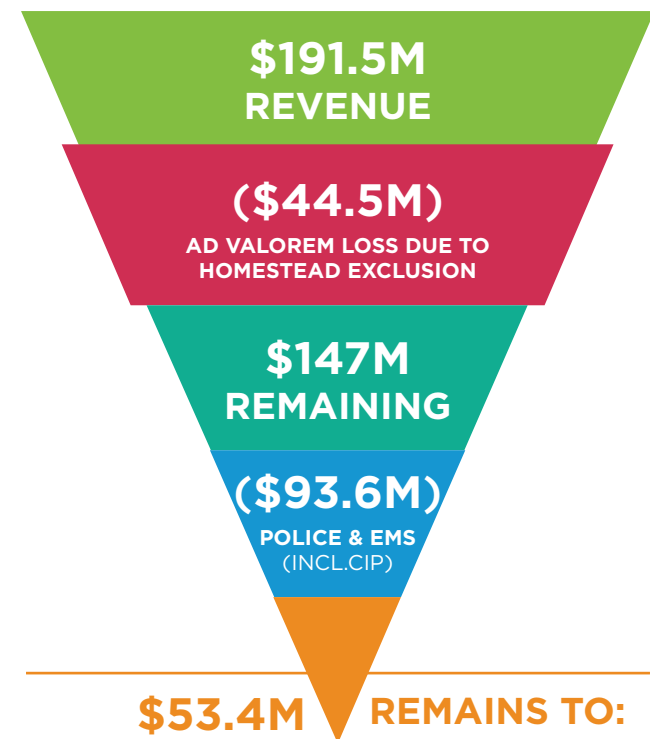 $191.5M
REVENUE
($44.5M)
AD VALOREM LOSS DUE TO
HOMESTEAD EXCLUSION
$147M
REMAINING
($93.6M)
POLICE & EMS
(INCL.CIP)
$53.4M REMAINS TO: